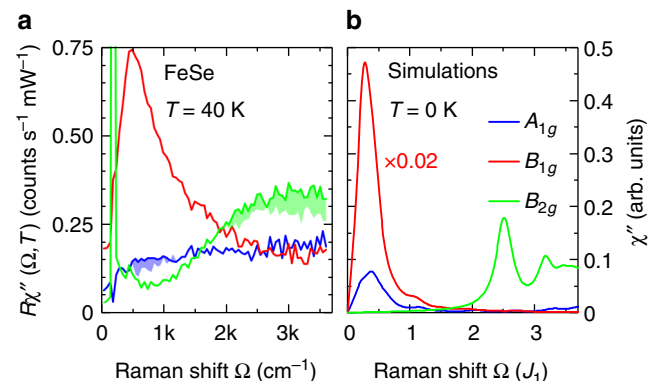 a
FeSe
T = 40 K
0.75
0.50
0.25
0
Rχ″ (Ω, T) (counts s⁻¹ mW⁻¹)
0 1k 2k 3k
Raman shift Ω (cm⁻¹)
b
Simulations
T = 0 K
×0.02
A₁g
B₁g
B₂g
0.5
0.4
0.3
0.2
0.1
0
χ″ (arb. units)
0 1 2 3
Raman shift Ω (J₁)